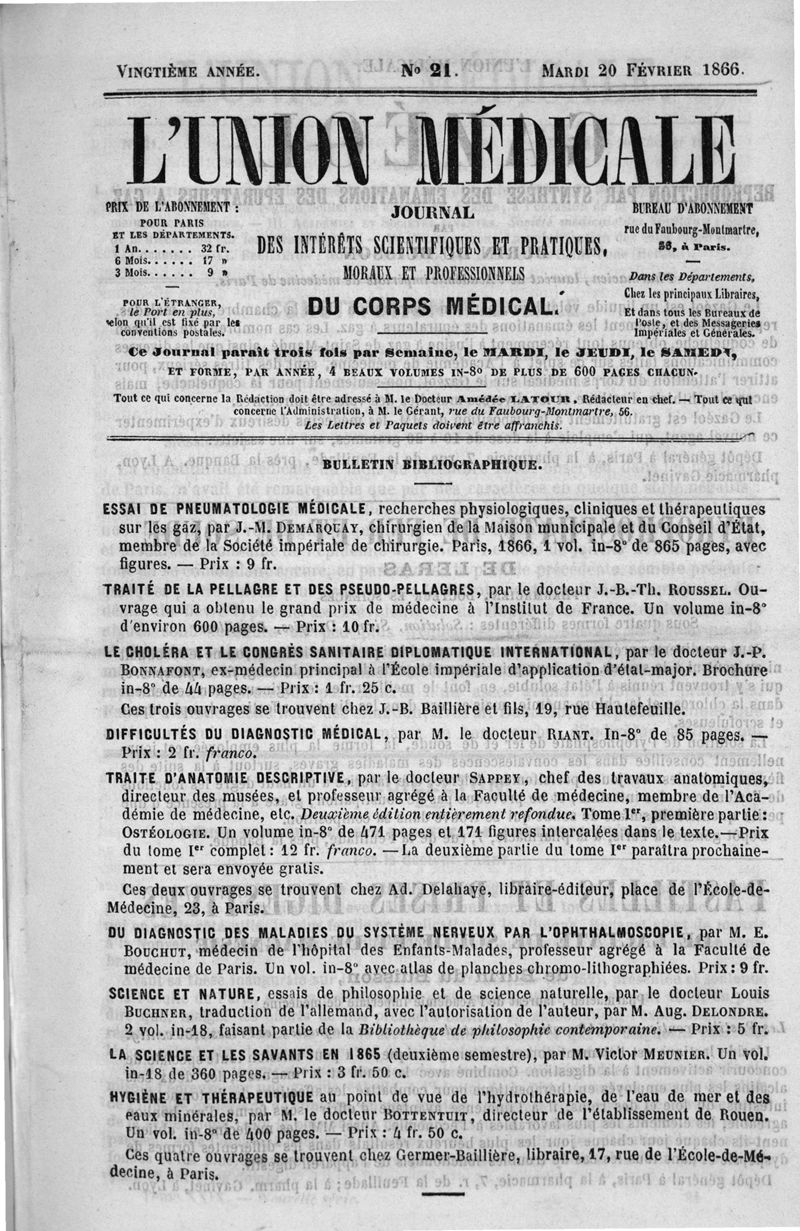 VINGTIÈME ANNÉE. No 21. MARDI 20 FÉVRIER 1866.
L'UNION MÉDICALE
PRIX DE L'ABONNEMENT :
POUR PARIS
ET LES DÉPARTEMENTS.
1 An....... 32 fr.
6 Mois...... 17 »
3 Mois...... 9 »
POUR L'ÉTRANGER,
le Port en plus,
selon qu'il est fixé par les
conventions postales.
JOURNAL
DES INTÉRÊTS SCIENTIFIQUES ET PRATIQUES,
MORAUX ET PROFESSIONNELS
DU CORPS MÉDICAL.
BUREAU D'ABONNEMENT
rue du Faubourg-Montmartre,
56, à Paris.
Dans les Départements,
Chez les principaux Libraires,
Et dans tous les Bureaux de
Poste, et des Messageries
Impériales et Générales.
Ce Journal paraît trois fois par Semaine, le MARDI, le JEUDI, le SAMEDI,
ET FORME, PAR ANNÉE, 4 BEAUX VOLUMES IN-8o DE PLUS DE 600 PAGES CHACUN.
Tout ce qui concerne la Rédaction doit être adressé à M. le Docteur Amédée LATOUR, Rédacteur en chef. — Tout ce qui
concerne l'Administration, à M. le Gérant, rue du Faubourg-Montmartre, 56.
Les Lettres et Paquets doivent être affranchis.
BULLETIN BIBLIOGRAPHIQUE.
ESSAI DE PNEUMATOLOGIE MÉDICALE, recherches physiologiques, cliniques et thérapeutiques
sur les gaz, par J.-M. DEMARQUAY, chirurgien de la Maison municipale et du Conseil d'État,
membre de la Société impériale de chirurgie. Paris, 1866, 1 vol. in-8° de 865 pages, avec
figures. — Prix : 9 fr.
TRAITÉ DE LA PELLAGRE ET DES PSEUDO-PELLAGRES, par le docteur J.-B.-Th. ROUSSEL. Ou-
vrage qui a obtenu le grand prix de médecine à l'Institut de France. Un volume in-8°
d'environ 600 pages. — Prix : 10 fr.
LE CHOLÉRA ET LE CONGRÈS SANITAIRE DIPLOMATIQUE INTERNATIONAL, par le docteur J.-P.
BONNAFONT, ex-médecin principal à l'École impériale d'application d'état-major. Brochure
in-8° de 44 pages. — Prix : 1 fr. 25 c.
Ces trois ouvrages se trouvent chez J.-B. Baillière et fils, 19, rue Hautefeuille.
DIFFICULTÉS DU DIAGNOSTIC MÉDICAL, par M. le docteur RIANT. In-8° de 85 pages. —
Prix : 2 fr. franco.
TRAITE D'ANATOMIE DESCRIPTIVE, par le docteur SAPPEY, chef des travaux anatomiques,
directeur des musées, et professeur agrégé à la Faculté de médecine, membre de l'Aca-
démie de médecine, etc. Deuxième édition entièrement refondue. Tome Ier, première partie :
OSTÉOLOGIE. Un volume in-8° de 471 pages et 171 figures intercalées dans le texte.—Prix
du tome Ier complet : 12 fr. franco. — La deuxième partie du tome Ier paraîtra prochaine-
ment et sera envoyée gratis.
Ces deux ouvrages se trouvent chez Ad. Delahaye, libraire-éditeur, place de l'École-de-
Médecine, 23, à Paris.
DU DIAGNOSTIC DES MALADIES DU SYSTÈME NERVEUX PAR L'OPHTHALMOSCOPIE, par M. E.
BOUCHUT, médecin de l'hôpital des Enfants-Malades, professeur agrégé à la Faculté de
médecine de Paris. Un vol. in-8° avec atlas de planches chromo-lithographiées. Prix : 9 fr.
SCIENCE ET NATURE, essais de philosophie et de science naturelle, par le docteur Louis
BUCHNER, traduction de l'allemand, avec l'autorisation de l'auteur, par M. Aug. DELONDRE.
2 vol. in-18, faisant partie de la Bibliothèque de philosophie contemporaine. — Prix : 5 fr.
LA SCIENCE ET LES SAVANTS EN 1865 (deuxième semestre), par M. Victor MEUNIER. Un vol.
in-18 de 360 pages. — Prix : 3 fr. 50 c.
HYGIÈNE ET THÉRAPEUTIQUE au point de vue de l'hydrothérapie, de l'eau de mer et des
eaux minérales, par M. le docteur BOTTENTUIT, directeur de l'établissement de Rouen.
Un vol. in-8° de 400 pages. — Prix : 4 fr. 50 c.
Ces quatre ouvrages se trouvent chez Germer-Baillière, libraire, 17, rue de l'École-de-Mé-
decine, à Paris.